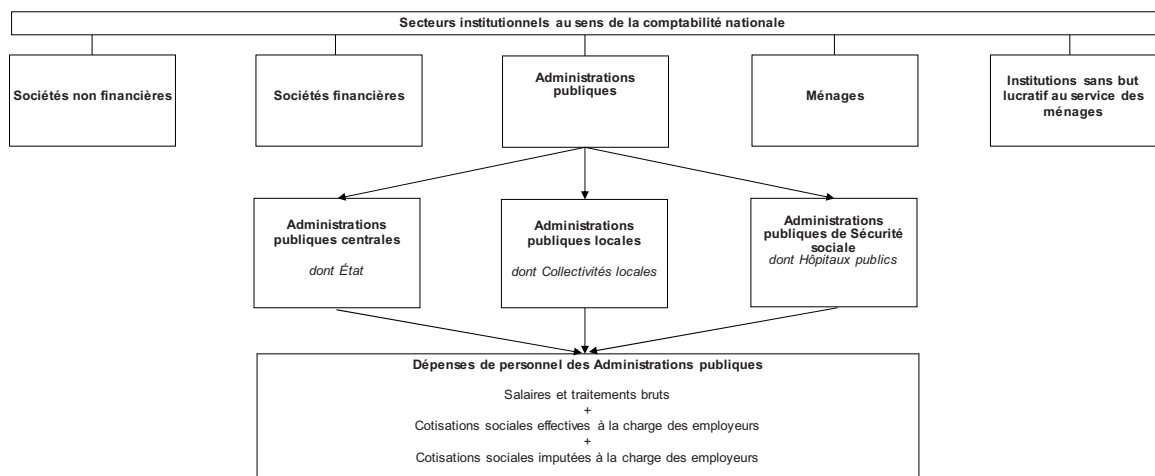 Secteurs institutionnels au sens de la comptabilité nationale
Sociétés non financières
Sociétés financières
Administrations
publiques
Ménages
Institutions sans but
lucratif au service des
ménages
Administrations
publiques centrales
dont État
Administrations
publiques locales
dont Collectivités locales
Administrations
publiques de Sécurité
sociale
dont Hôpitaux publics
Dépenses de personnel des Administrations publiques
Salaires et traitements bruts
+
Cotisations sociales effectives à la charge des employeurs
+
Cotisations sociales imputées à la charge des employeurs